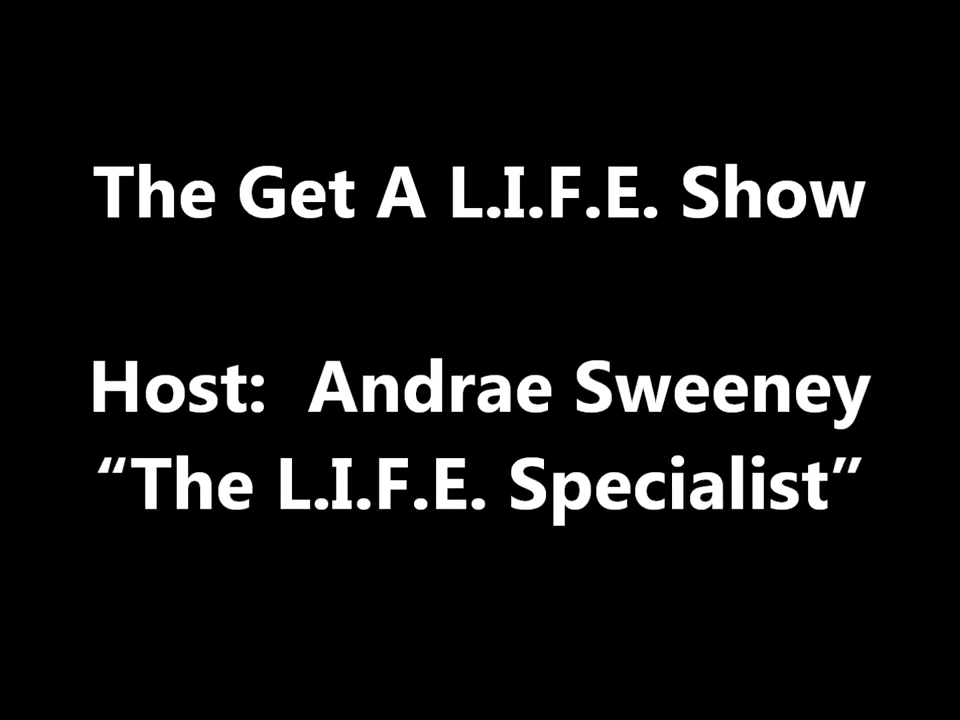 The Get A L.I.F.E. Show
Host:  Andrae Sweeney
“The L.I.F.E. Specialist”